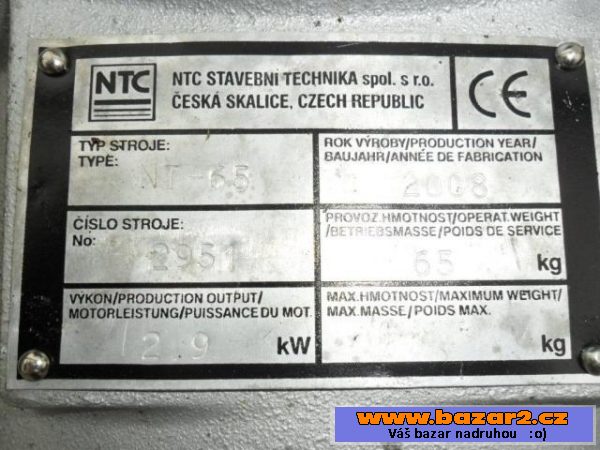 NTC
NTC STAVEBNÍ TECHNIKA spol. s r.o.
ČESKÁ SKALICE, CZECH REPUBLIC
CE
TYP STROJE:
TYPE:
NT-65
ROK VÝROBY/PRODUCTION YEAR/
BAUJAHR/ANNÉE DE FABRICATION
2008
ČÍSLO STROJE:
No:
2951
PROVOZ.HMOTNOST/OPERAT.WEIGHT
/BETRIEBSMASSE/POIDS DE SERVICE
65 kg
VÝKON/PRODUCTION OUTPUT/
MOTORLEISTUNG/PUISSANCE DU MOT.
2.9 kW
MAX.HMOTNOST/MAXIMUM WEIGHT/
MAX.MASSE/POIDS MAX.
kg
www.bazar2.cz
Váš bazar nadruhou :o)